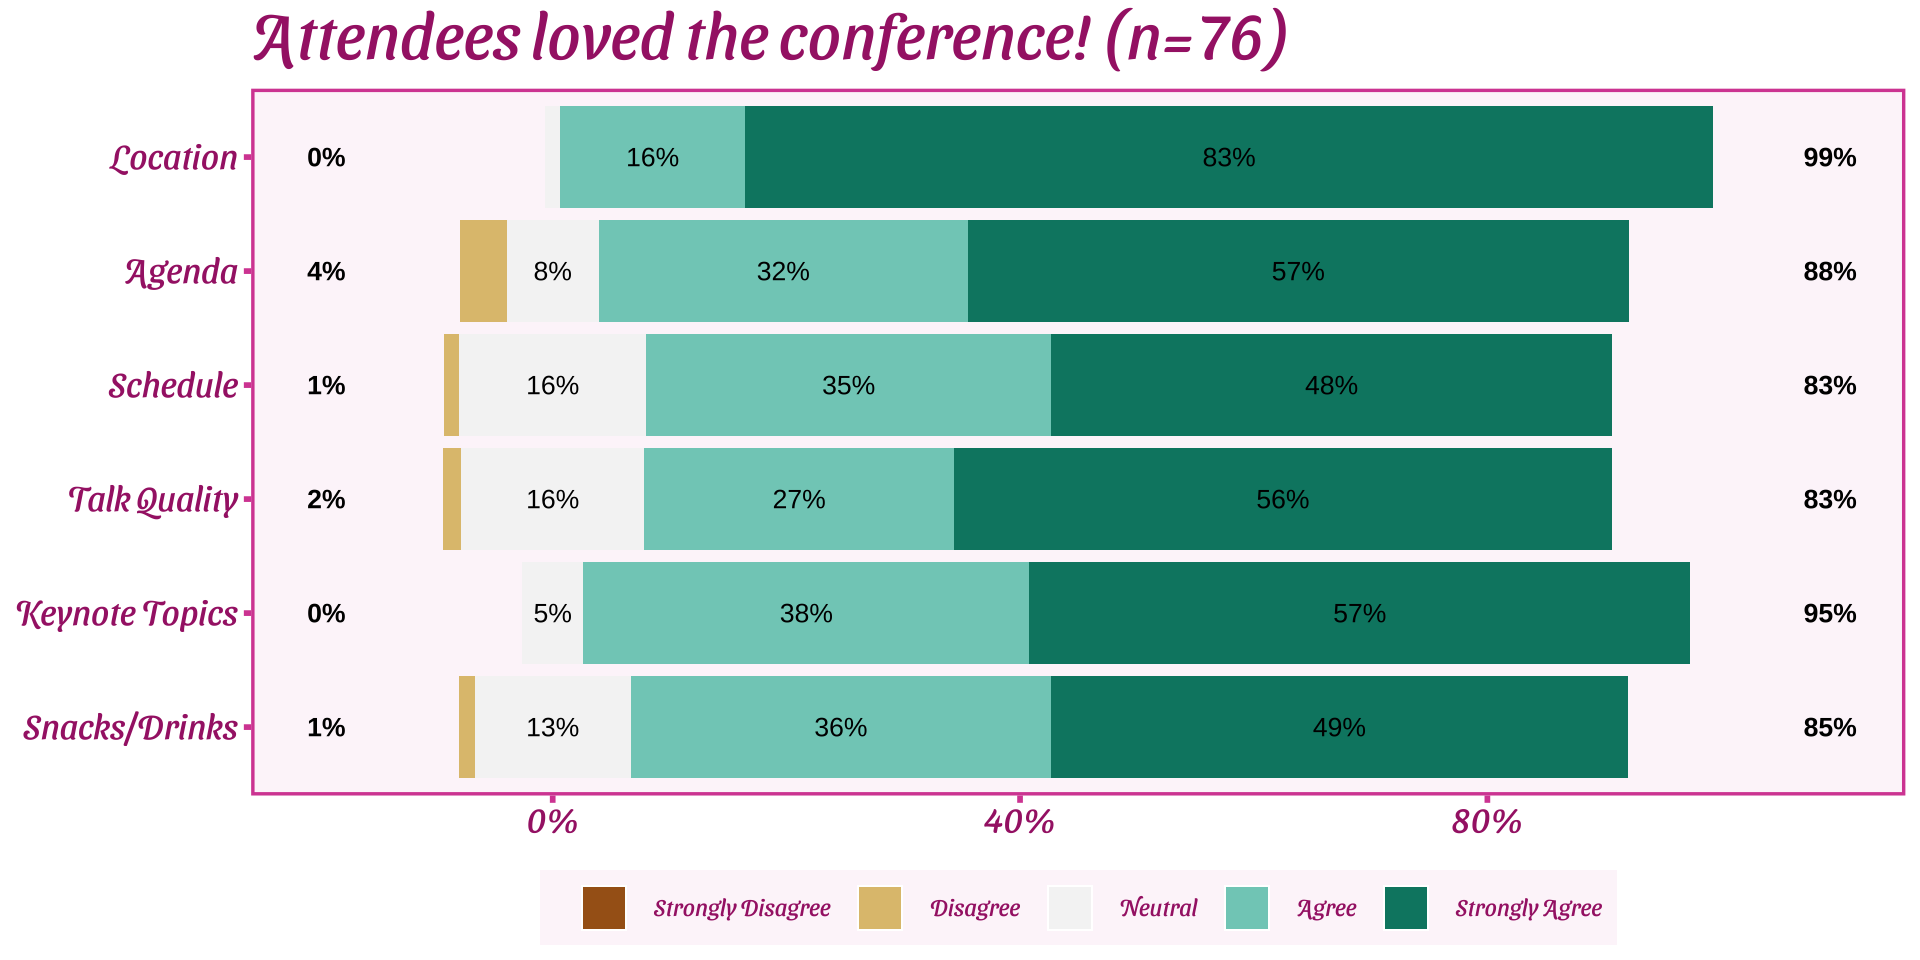 Attendees loved the conference! (n=76)
Location 0% 16% 83% 99%
Agenda 4% 8% 32% 57% 88%
Schedule 1% 16% 35% 48% 83%
Talk Quality 2% 16% 27% 56% 83%
Keynote Topics 0% 5% 38% 57% 95%
Snacks/Drinks 1% 13% 36% 49% 85%
0% 40% 80%
Strongly Disagree Disagree Neutral Agree Strongly Agree